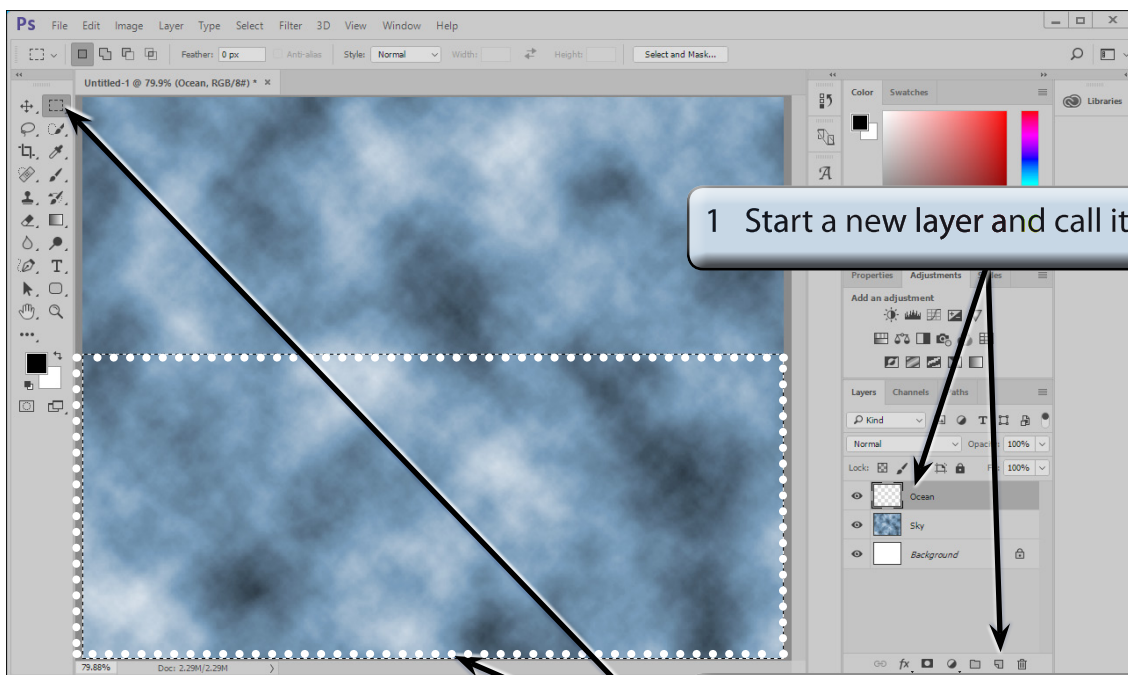 Ps File Edit Image Layer Type Select Filter 3D View Window Help
Feather: 0 px Anti-alias Style: Normal Width: Height: Select and Mask...
Untitled-1 @ 79.9% (Ocean, RGB/8#) * ×
Color Swatches
Libraries
1 Start a new layer and call it
Properties Adjustments
Add an adjustment
Layers Channels
Kind
Normal Opacity: 100%
Lock: 100%
Ocean
Sky
Background
79.88% Doc: 2.29M/2.29M
fx